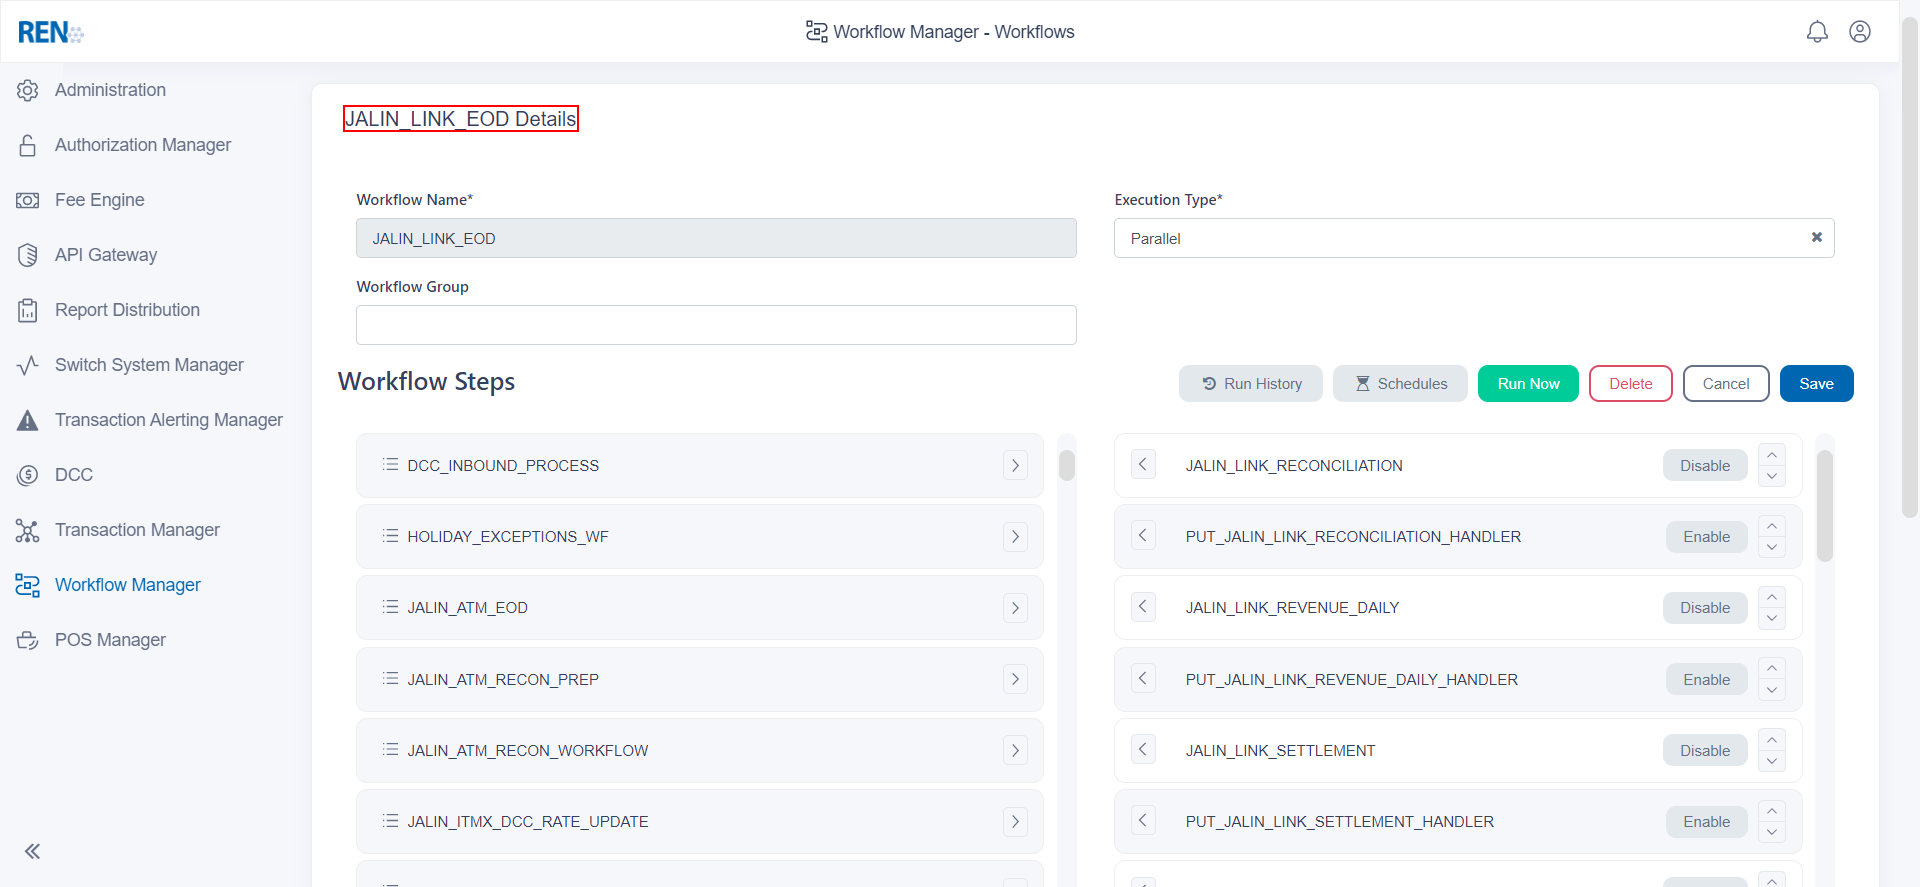 REN
Workflow Manager - Workflows
Administration
Authorization Manager
Fee Engine
API Gateway
Report Distribution
Switch System Manager
Transaction Alerting Manager
DCC
Transaction Manager
Workflow Manager
POS Manager
JALIN_LINK_EOD Details
Workflow Name*
JALIN_LINK_EOD
Execution Type*
Parallel
Workflow Group
Workflow Steps
Run History
Schedules
Run Now
Delete
Cancel
Save
DCC_INBOUND_PROCESS
HOLIDAY_EXCEPTIONS_WF
JALIN_ATM_EOD
JALIN_ATM_RECON_PREP
JALIN_ATM_RECON_WORKFLOW
JALIN_ITMX_DCC_RATE_UPDATE
JALIN_LINK_RECONCILIATION Disable
PUT_JALIN_LINK_RECONCILIATION_HANDLER Enable
JALIN_LINK_REVENUE_DAILY Disable
PUT_JALIN_LINK_REVENUE_DAILY_HANDLER Enable
JALIN_LINK_SETTLEMENT Disable
PUT_JALIN_LINK_SETTLEMENT_HANDLER Enable